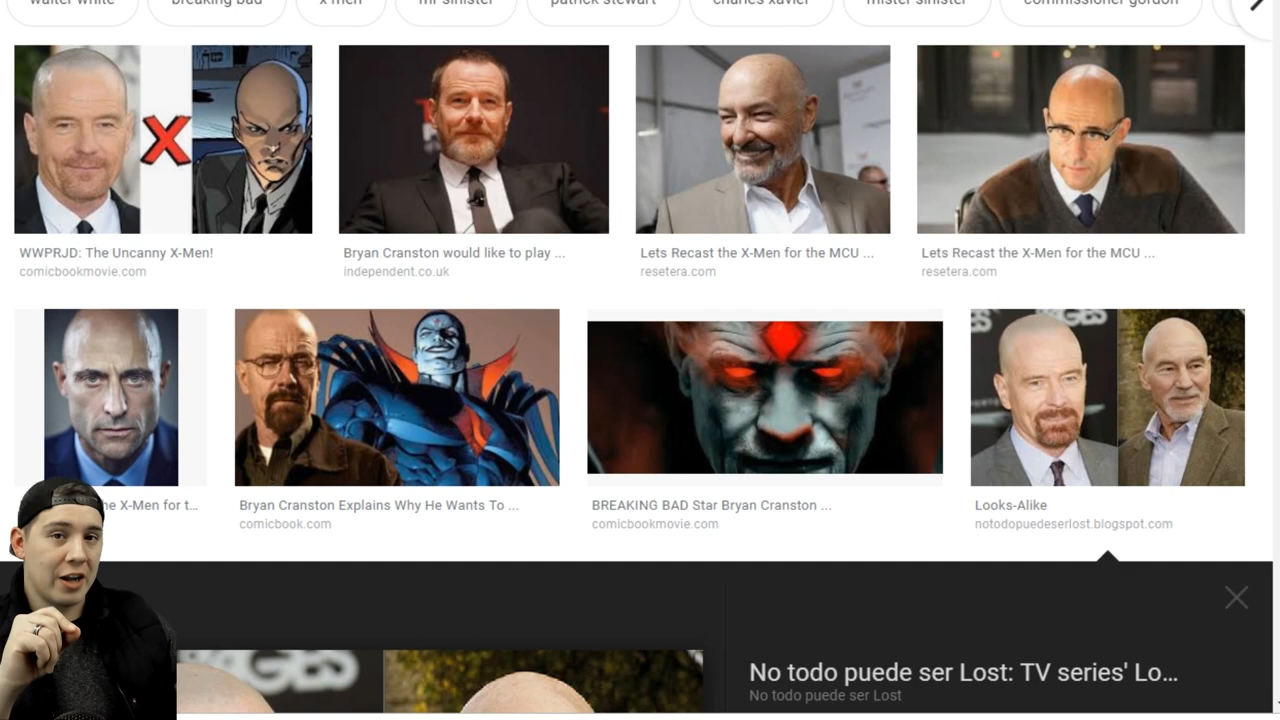 walter white
breaking bad
x men
mr sinister
patrick stewart
charles xavier
mister sinister
commissioner gordon
X
WWPRJD: The Uncanny X-Men!
comicbookmovie.com
Bryan Cranston would like to play ...
independent.co.uk
Lets Recast the X-Men for the MCU ...
resetera.com
Lets Recast the X-Men for the MCU ...
resetera.com
he X-Men for t...
Bryan Cranston Explains Why He Wants To ...
comicbook.com
BREAKING BAD Star Bryan Cranston ...
comicbookmovie.com
Looks-Alike
notodopuedeserlost.blogspot.com
No todo puede ser Lost: TV series' Lo...
No todo puede ser Lost